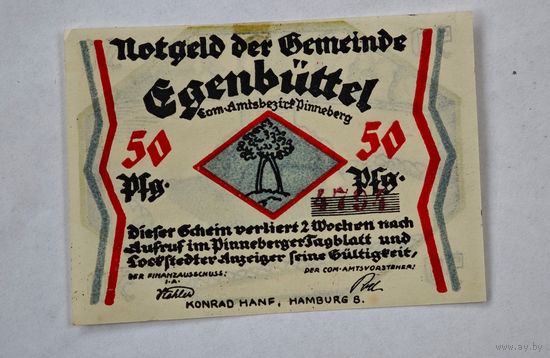 Notgeld der Gemeinde
Egenbüttel
Com-Amtsbezirk Pinneberg
50 50
Pfg. Pfg.
Dieser Schein verliert 2 Wochen nach
Aufruf im Pinneberger Tagblatt und
Lockstedter Anzeiger seine Gültigkeit,
DER FINANZAUSSCHUSS: DER COM-AMTSVORSTEHER:
I.A.
KONRAD HANF, HAMBURG 8.
www.ay.by